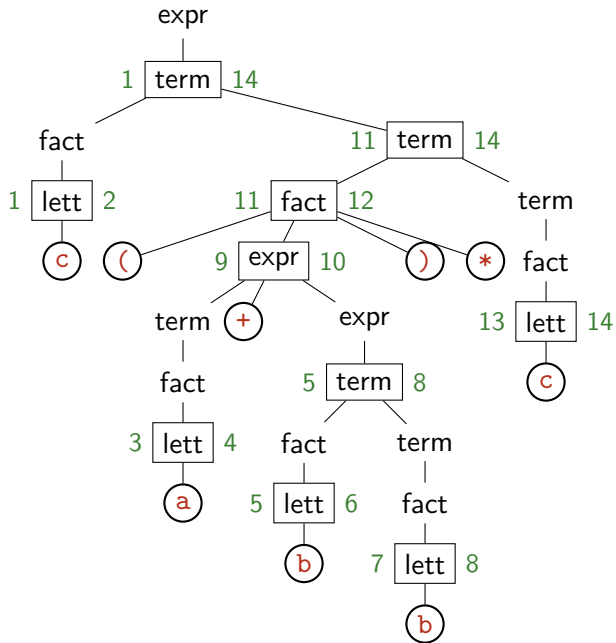 expr
1 term 14
fact
11 term 14
1 lett 2
11 fact 12
term
c
(
9 expr 10
)
*
fact
term
+
expr
13 lett 14
fact
5 term 8
c
3 lett 4
fact
term
a
5 lett 6
fact
b
7 lett 8
b